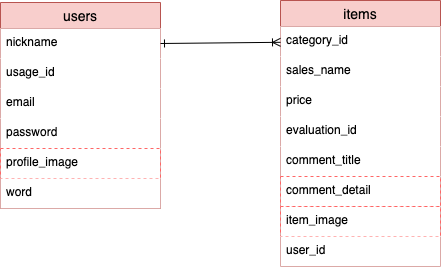 users
nickname
usage_id
email
password
profile_image
word
items
category_id
sales_name
price
evaluation_id
comment_title
comment_detail
item_image
user_id